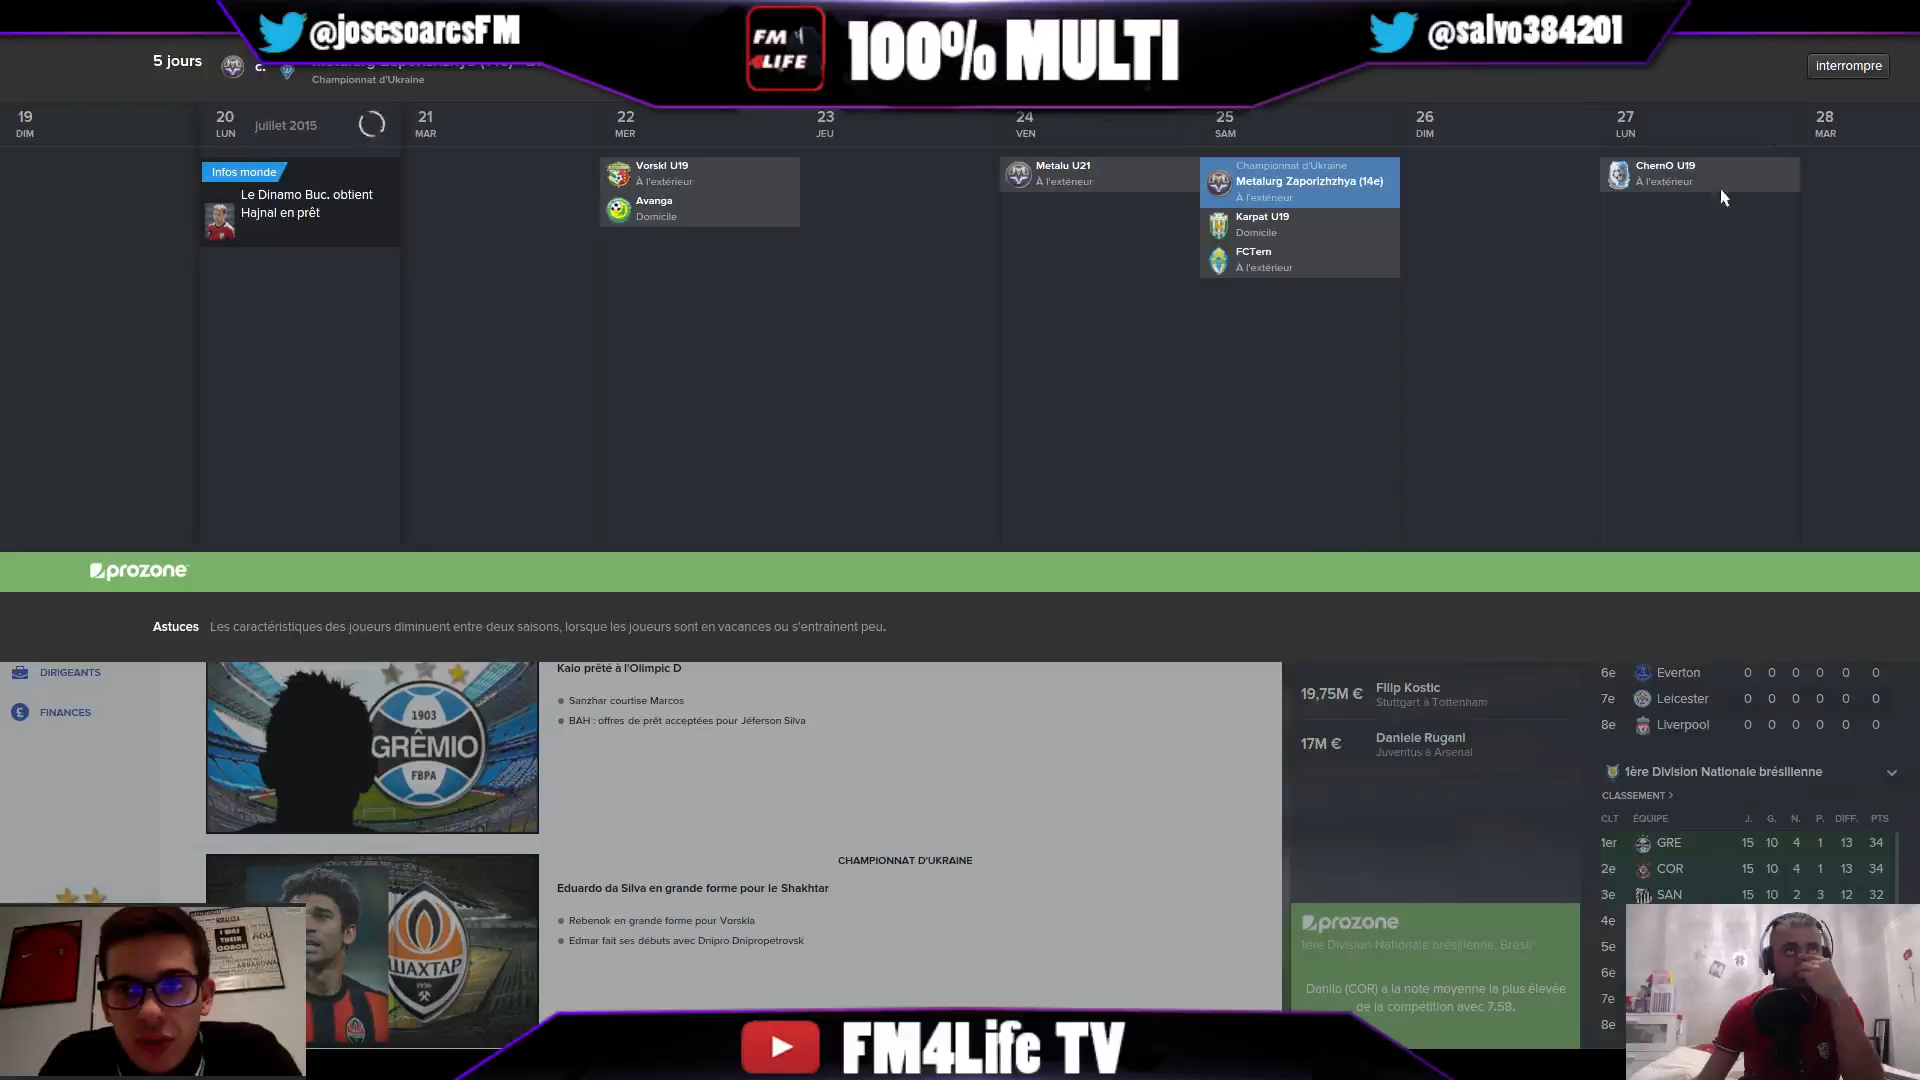 @josesoaresFM
FM
4LIFE
100% MULTI
@salvo384201
5 jours
c.
Championnat d'Ukraine
interrompre
19
DIM
20
LUN
juillet 2015
21
MAR
22
MER
23
JEU
24
VEN
25
SAM
26
DIM
27
LUN
28
MAR
Infos monde
Le Dinamo Buc. obtient
Hajnal en prêt
Vorskl U19
À l'extérieur
Avanga
Domicile
Metalu U21
À l'extérieur
Championnat d'Ukraine
Metalurg Zaporizhzhya (14e)
À l'extérieur
Karpat U19
Domicile
FCTern
À l'extérieur
ChernO U19
À l'extérieur
prozone
Astuces Les caractéristiques des joueurs diminuent entre deux saisons, lorsque les joueurs sont en vacances ou s'entraînent peu.
DIRIGEANTS
FINANCES
1903
GRÊMIO
FBPA
Kaio prêté à l'Olimpic D
Sanzhar courtise Marcos
BAH : offres de prêt acceptées pour Jéferson Silva
CHAMPIONNAT D'UKRAINE
ШАХТАР
1936
Eduardo da Silva en grande forme pour le Shakhtar
Rebenok en grande forme pour Vorskla
Edmar fait ses débuts avec Dnipro Dnipropetrovsk
19,75M € Filip Kostic
Stuttgart à Tottenham
17M € Daniele Rugani
Juventus à Arsenal
6e Everton 0 0 0 0 0 0
7e Leicester 0 0 0 0 0 0
8e Liverpool 0 0 0 0 0 0
1ère Division Nationale brésilienne
CLASSEMENT >
CLT ÉQUIPE J. G. N. P. DIFF. PTS
1er GRE 15 10 4 1 13 34
2e COR 15 10 4 1 13 34
3e SAN 15 10 2 3 12 32
4e
5e
6e
7e
8e
prozone
1ère Division Nationale brésilienne, Brésil
Danilo (COR) a la note moyenne la plus élevée
de la compétition avec 7.58.
I WAS
THEIR
COACH
FM4Life TV